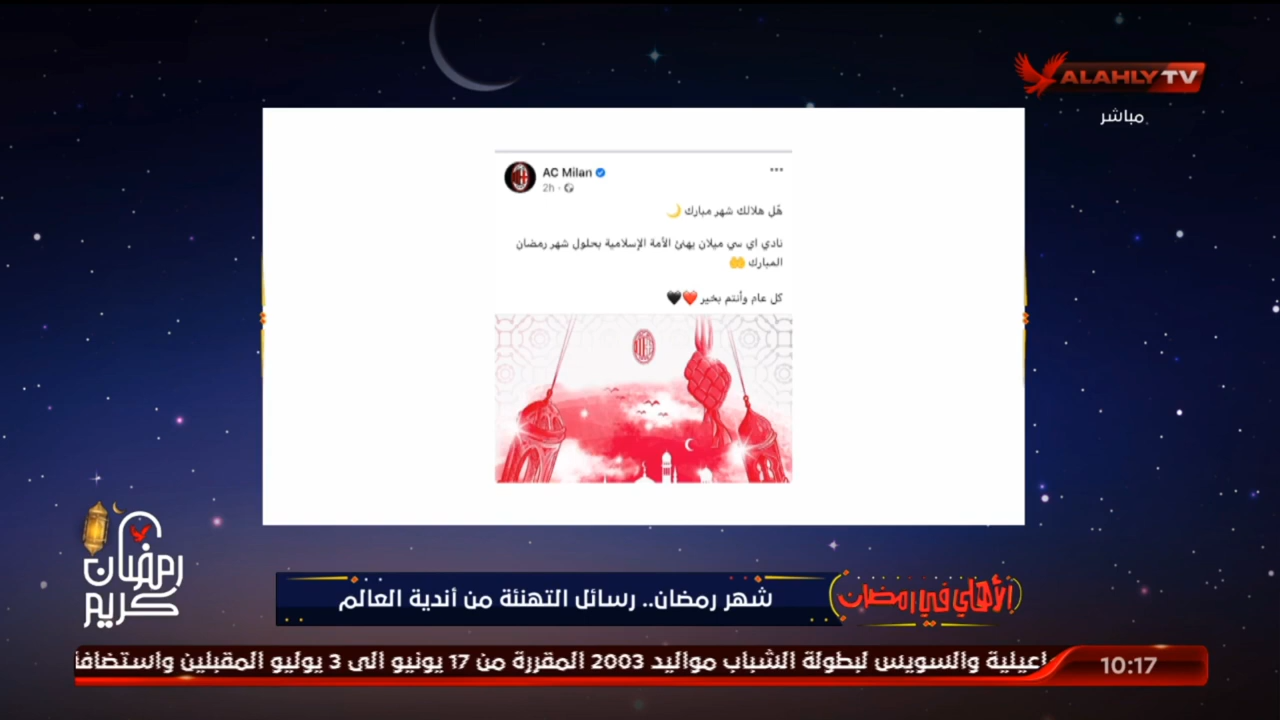 ALAHLY TV
مباشر
AC Milan
2h
هّل هلالك شهر مبارك 🌙
نادي اي سي ميلان يهنئ الأمة الإسلامية بحلول شهر رمضان
المبارك 🤲
كل عام وأنتم بخير ❤️🖤
رمضان
كريم
الأهلي في رمضان
شهر رمضان.. رسائل التهنئة من أندية العالم
10:17
اعيلية والسويس لبطولة الشباب مواليد 2003 المقررة من 17 يونيو الى 3 يوليو المقبلين واستضافا